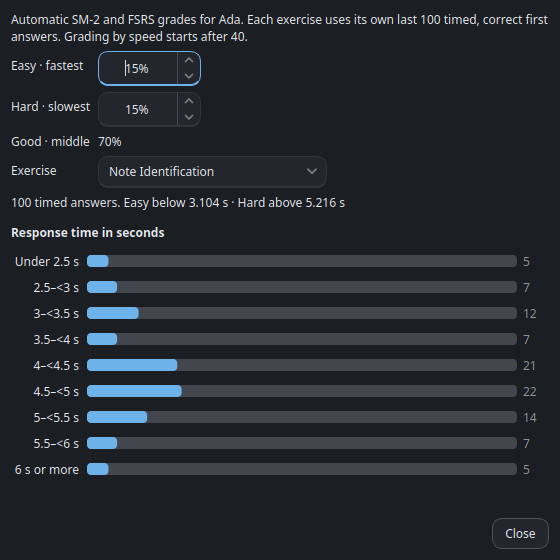 Automatic SM-2 and FSRS grades for Ada. Each exercise uses its own last 100 timed, correct first
answers. Grading by speed starts after 40.
Easy · fastest 15%
Hard · slowest 15%
Good · middle 70%
Exercise Note Identification
100 timed answers. Easy below 3.104 s · Hard above 5.216 s
Response time in seconds
Under 2.5 s 5
2.5–<3 s 7
3–<3.5 s 12
3.5–<4 s 7
4–<4.5 s 21
4.5–<5 s 22
5–<5.5 s 14
5.5–<6 s 7
6 s or more 5
Close